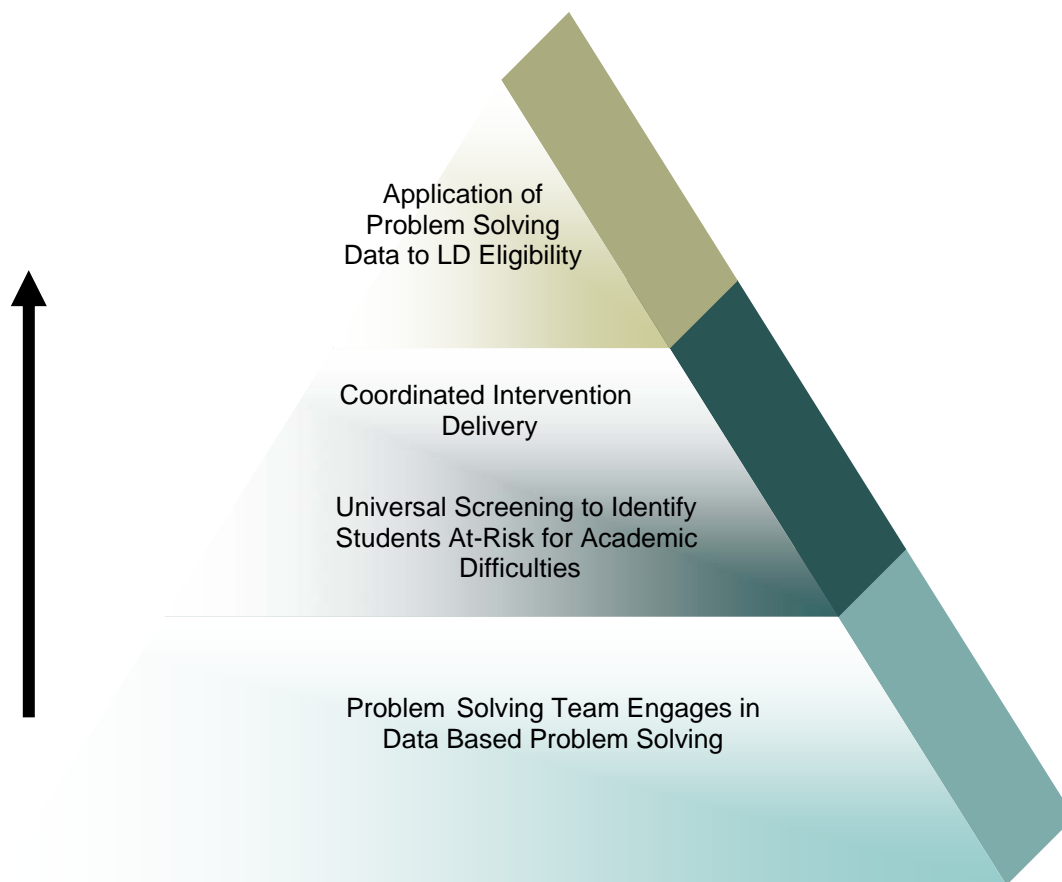 Application of
Problem Solving
Data to LD Eligibility
Coordinated Intervention
Delivery
Universal Screening to Identify
Students At-Risk for Academic
Difficulties
Problem Solving Team Engages in
Data Based Problem Solving